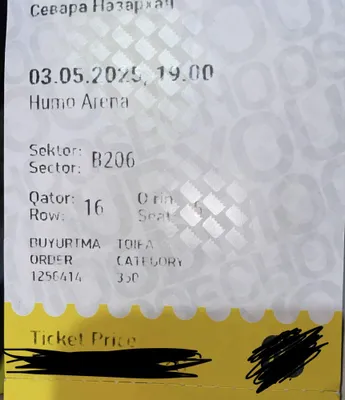 Севара Назархан
03.05.2025, 19.00
Humo Arena
Sektor:
Sector: B206
Qator:
Row: 16
O'rin
Seat
BUYURTMA TOIFA
ORDER CATEGORY
1256414 350
Ticket Price